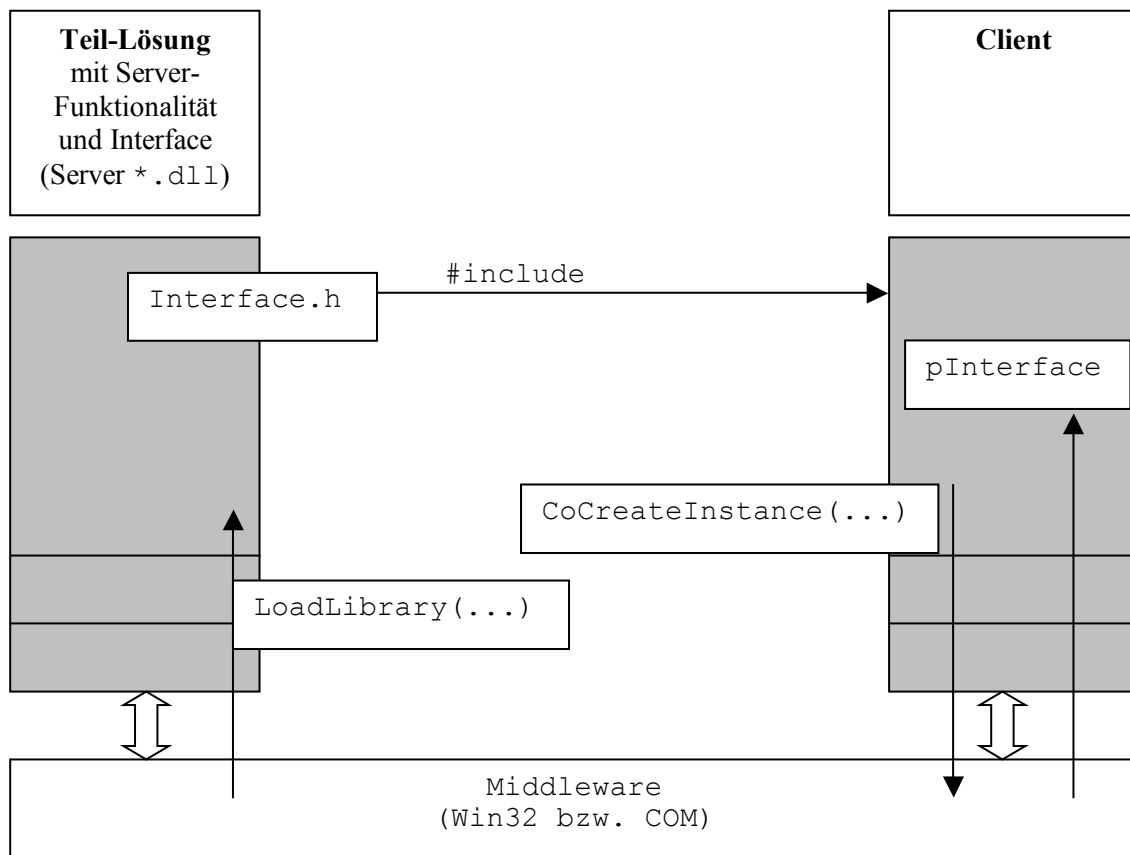 Teil-Lösung
mit Server-
Funktionalität
und Interface
(Server *.dll)
Client
#include
Interface.h
pInterface
CoCreateInstance(...)
LoadLibrary(...)
Middleware
(Win32 bzw. COM)